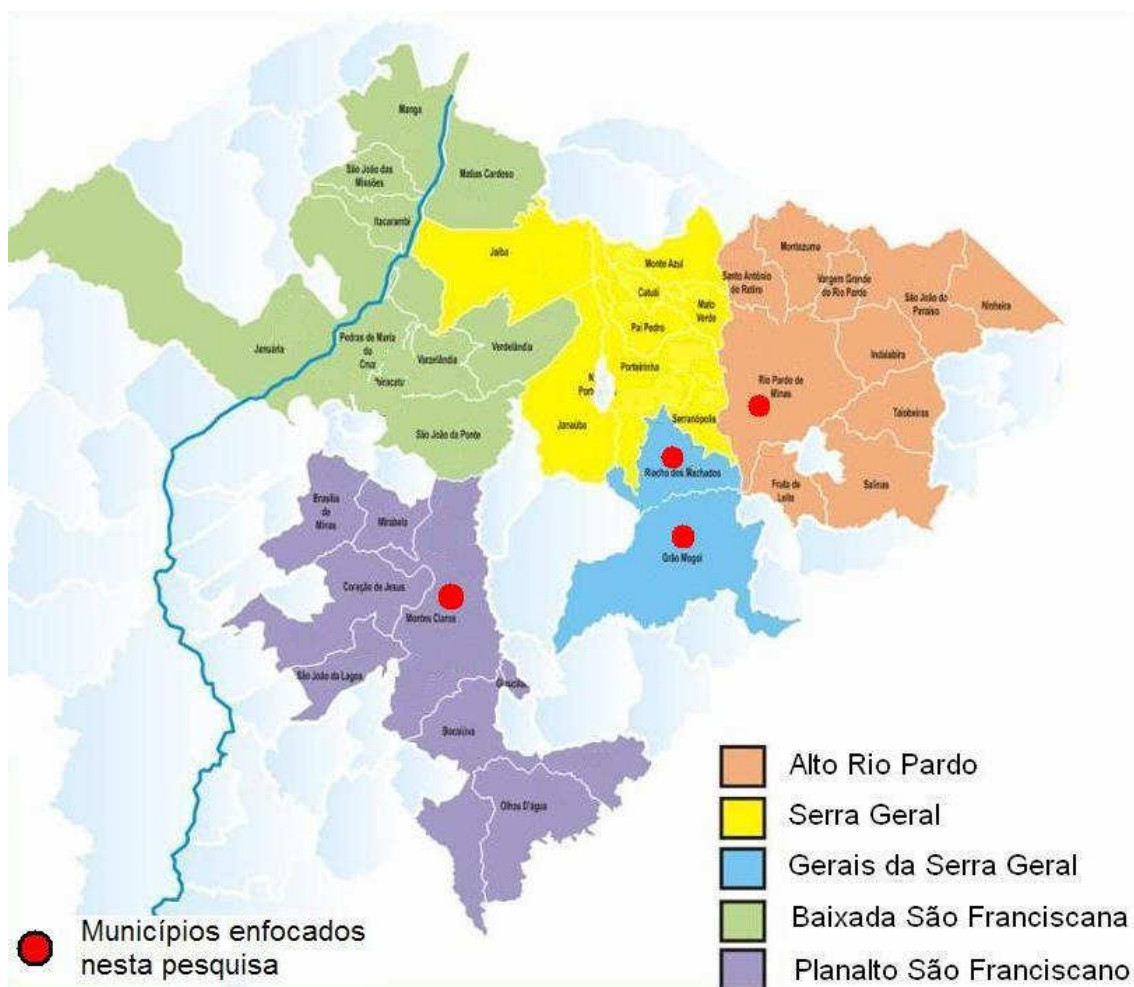 Manga
São João das
Missões
Matias Cardoso
Itacarambi
Jaíba
Monte Azul
Catuti
Mato
Verde
Pai Pedro
Porteirinha
Serranópolis
Janaúba
Januária
Pedras de Maria
da
Cruz
Varzelândia
Verdelândia
São João da Ponte
Montezuma
Santo Antônio
do Retiro
Vargem Grande
do Rio Pardo
São João do
Paraíso
Ninheira
Indaiabira
Rio Pardo de
Minas
Taiobeiras
Fruta de
Leite
Salinas
Riacho dos Machados
Grão Mogol
Brasília
de
Minas
Mirabela
Coração de Jesus
Montes Claros
São João da Lagoa
Bocaiúva
Olhos D'água
Alto Rio Pardo
Serra Geral
Gerais da Serra Geral
Baixada São Franciscana
Planalto São Franciscano
Municípios enfocados
nesta pesquisa